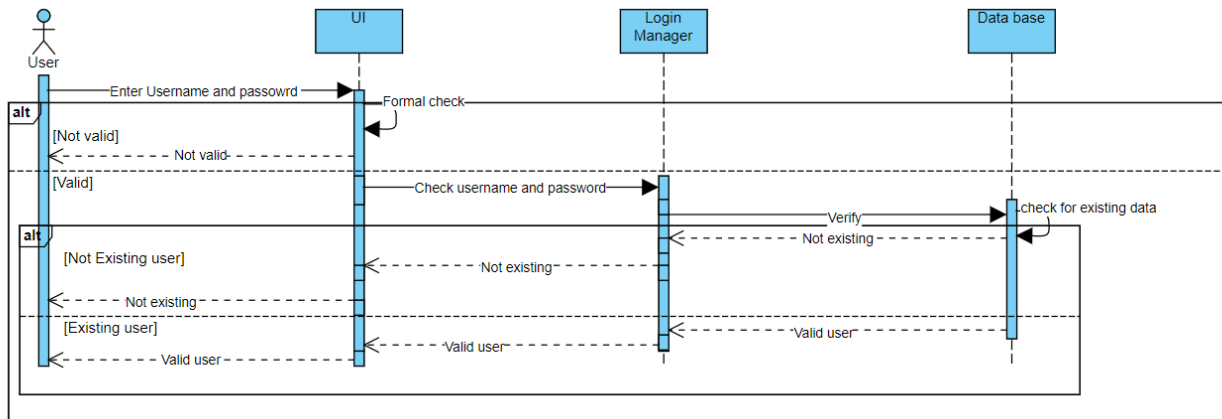 UI
Login
Manager
Data base
User
Enter Username and passowrd
Formal check
alt
[Not valid]
Not valid
[Valid]
Check username and password
check for existing data
Verify
alt
Not existing
[Not Existing user]
Not existing
Not existing
[Existing user]
Valid user
Valid user
Valid user